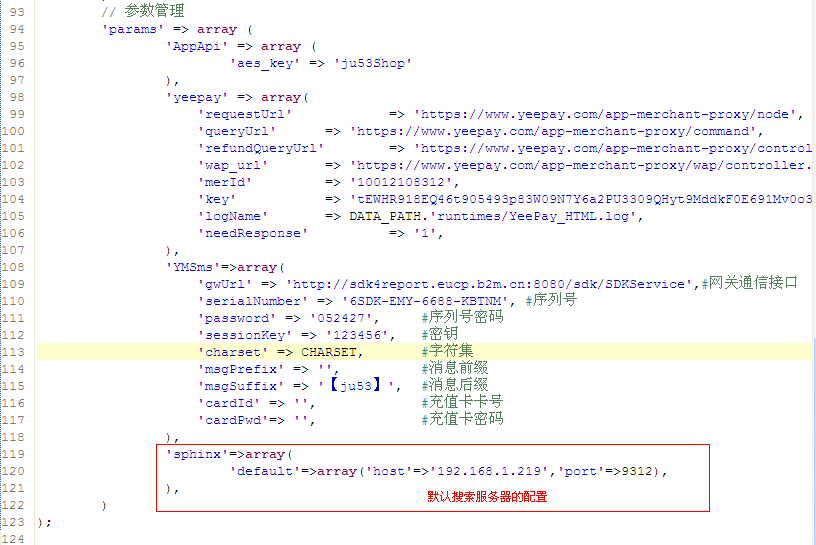 93 // 参数管理
94 'params' => array (
95 'AppApi' => array (
96 'aes_key' => 'ju53Shop'
97 ),
98 'yeepay' => array(
99 'requestUrl' => 'https://www.yeepay.com/app-merchant-proxy/node',
100 'queryUrl' => 'https://www.yeepay.com/app-merchant-proxy/command',
101 'refundQueryUrl' => 'https://www.yeepay.com/app-merchant-proxy/control
102 'wap_url' => 'https://www.yeepay.com/app-merchant-proxy/wap/controller.
103 'merId' => '10012108312',
104 'key' => 'tEWHR918EQ46t905493p83W09N7Y6a2PU3309QHyt9MddkF0E691Mv0o3
105 'logName' => DATA_PATH.'runtimes/YeePay_HTML.log',
106 'needResponse' => '1',
107 ),
108 'YMSms'=>array(
109 'gwUrl' => 'http://sdk4report.eucp.b2m.cn:8080/sdk/SDKService',#网关通信接口
110 'serialNumber' => '6SDK-EMY-6688-KBTNM', #序列号
111 'password' => '052427', #序列号密码
112 'sessionKey' => '123456', #密钥
113 'charset' => CHARSET, #字符集
114 'msgPrefix' => '', #消息前缀
115 'msgSuffix' => '【ju53】', #消息后缀
116 'cardId' => '', #充值卡卡号
117 'cardPwd'=> '', #充值卡密码
118 ),
119 'sphinx'=>array(
120 'default'=>array('host'=>'192.168.1.219','port'=>9312),
121 ),
默认搜索服务器的配置
122 )
123 );
124